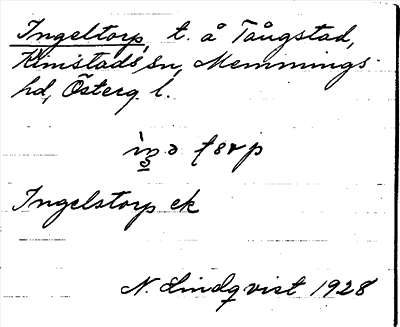 Ingeltorp, t. å Tångstad,
Kimstads sn, Memmings
hd, Österg. l.
Ingelstorp ek
N. Lindqvist 1928